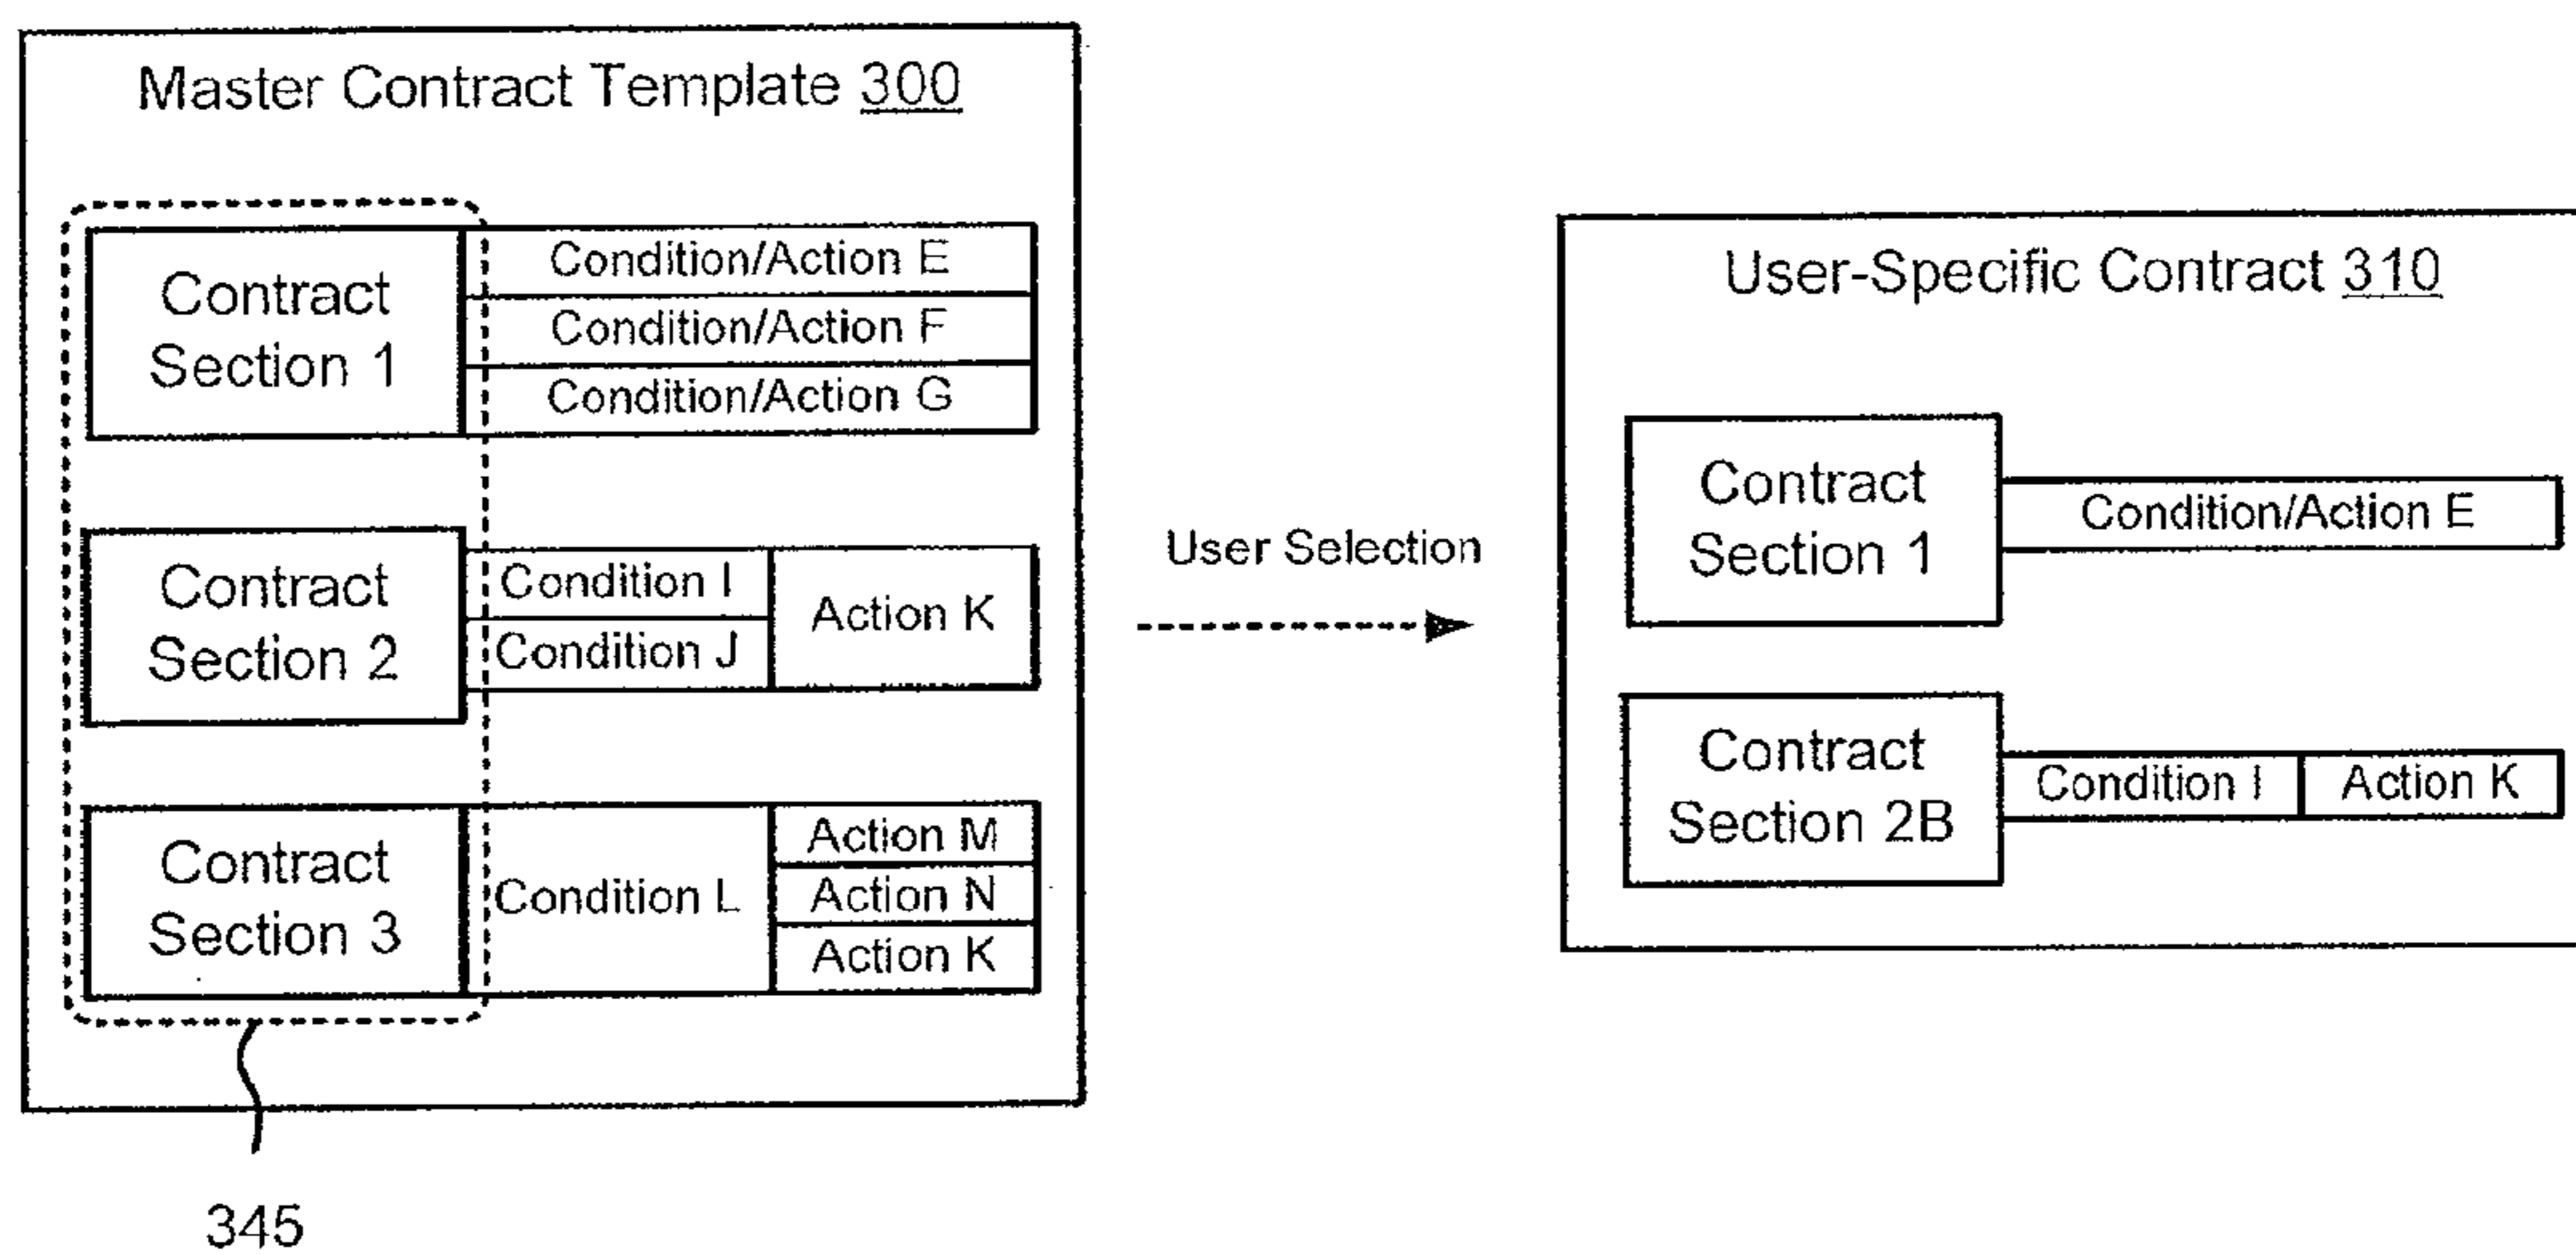 Master Contract Template 300
Contract
Section 1
Condition/Action E
Condition/Action F
Condition/Action G
Contract
Section 2
Condition I
Condition J
Action K
Contract
Section 3
Condition L
Action M
Action N
Action K
345
User Selection
User-Specific Contract 310
Contract
Section 1
Condition/Action E
Contract
Section 2B
Condition I
Action K